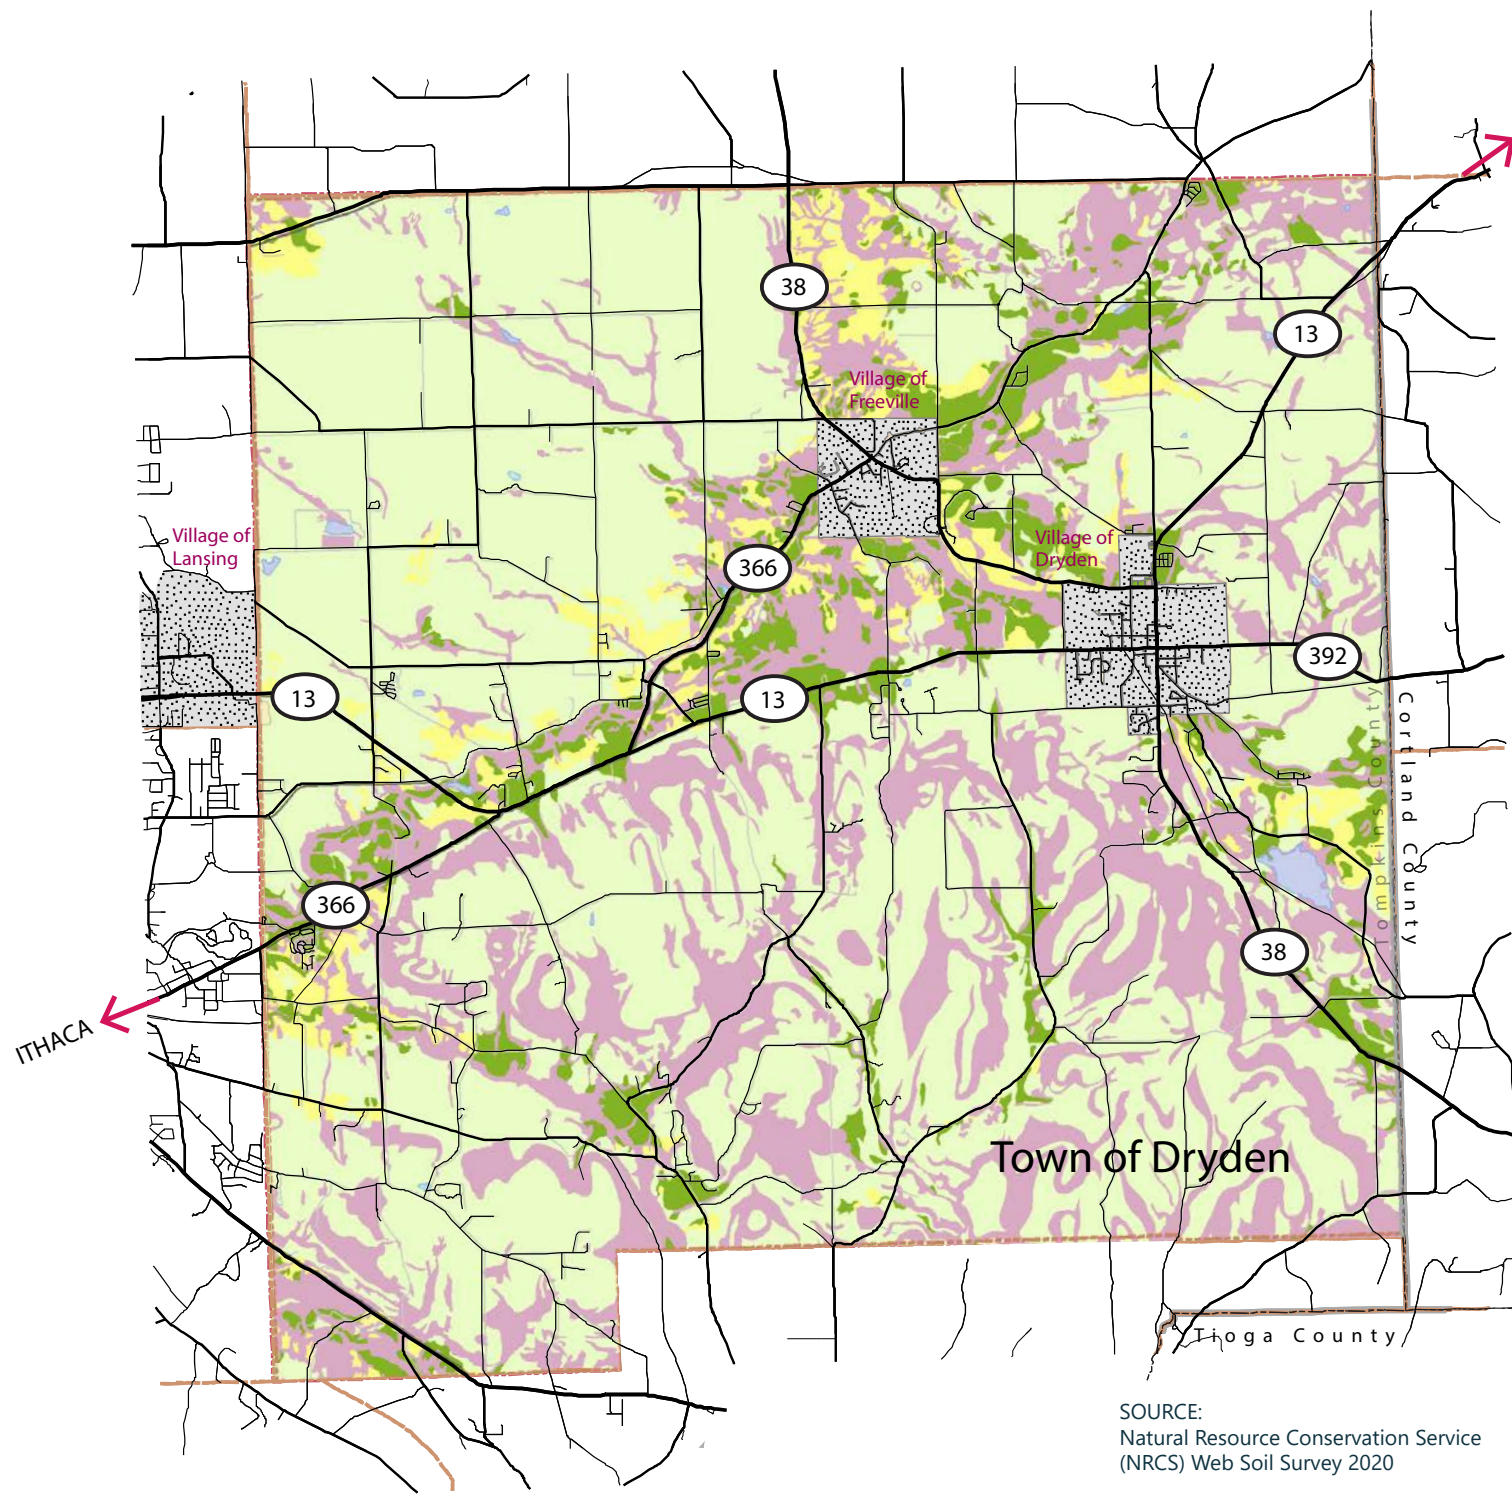 38
13
Village of
Freeville
Village of
Lansing
Village of
Dryden
366
392
13
13
366
38
ITHACA
Tompkins County
Cortland County
Town of Dryden
Tioga County
SOURCE:
Natural Resource Conservation Service
(NRCS) Web Soil Survey 2020